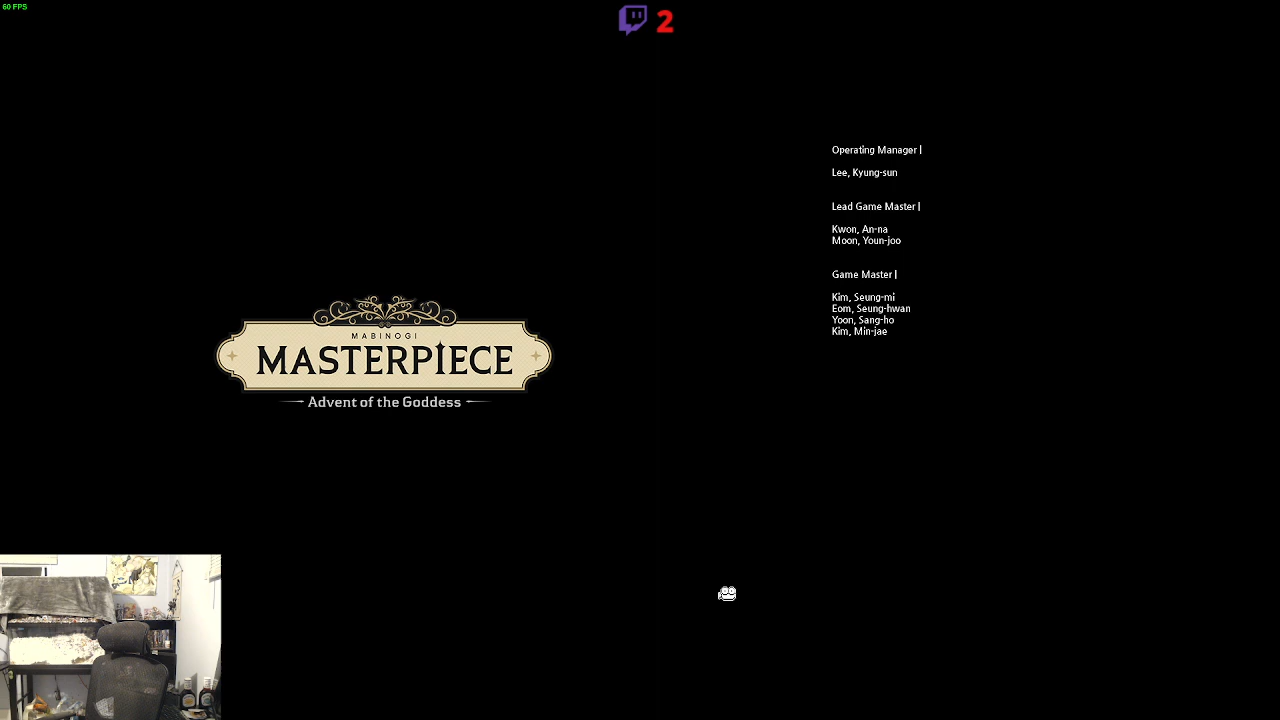 60 FPS
2
Operating Manager |
Lee, Kyung-sun
Lead Game Master |
Kwon, An-na
Moon, Youn-joo
Game Master |
Kim, Seung-mi
Eom, Seung-hwan
Yoon, Sang-ho
Kim, Min-jae
MABINOGI
MASTERPIECE
Advent of the Goddess